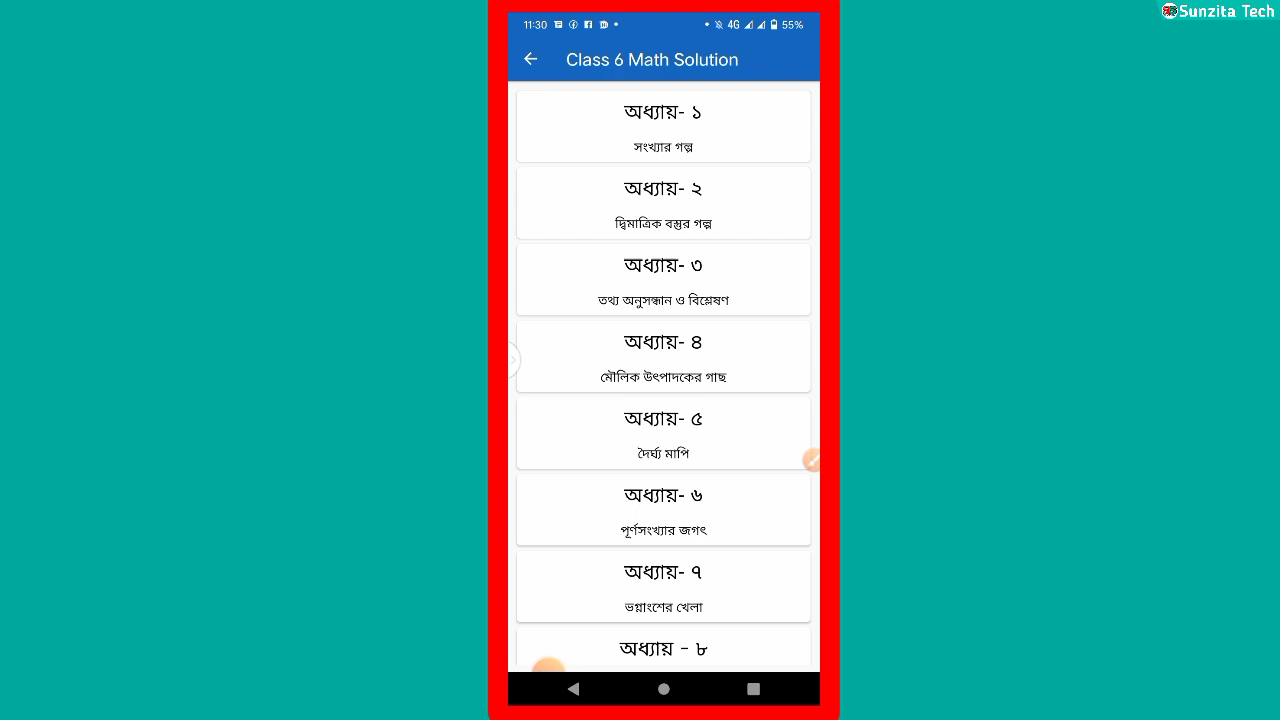 Sunzita Tech
11:30 4G 55%
Class 6 Math Solution
অধ্যায়- ১
সংখ্যার গল্প
অধ্যায়- ২
দ্বিমাত্রিক বস্তুর গল্প
অধ্যায়- ৩
তথ্য অনুসন্ধান ও বিশ্লেষণ
অধ্যায়- ৪
মৌলিক উৎপাদকের গাছ
অধ্যায়- ৫
দৈর্ঘ্য মাপি
অধ্যায়- ৬
পূর্ণসংখ্যার জগৎ
অধ্যায়- ৭
ভগ্নাংশের খেলা
অধ্যায় - ৮